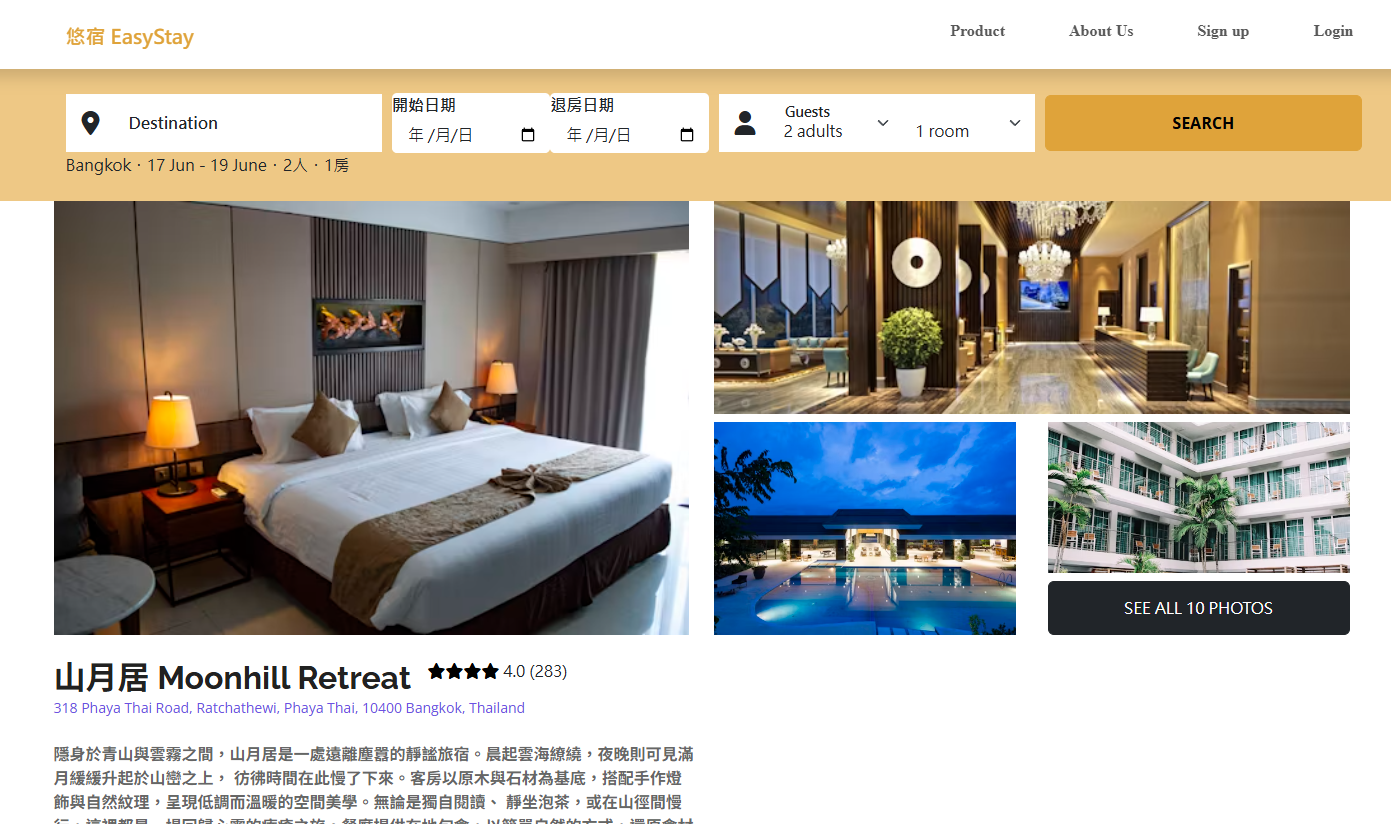 悠宿 EasyStay
Product
About Us
Sign up
Login
Destination
開始日期
年 /月/日
退房日期
年 /月/日
Guests
2 adults
1 room
SEARCH
Bangkok · 17 Jun - 19 June · 2人 · 1房
SEE ALL 10 PHOTOS
山月居 Moonhill Retreat
4.0 (283)
318 Phaya Thai Road, Ratchathewi, Phaya Thai, 10400 Bangkok, Thailand
隱身於青山與雲霧之間，山月居是一處遠離塵囂的靜謐旅宿。晨起雲海繚繞，夜晚則可見滿
月緩緩升起於山巒之上， 彷彿時間在此慢了下來。客房以原木與石材為基底，搭配手作燈
飾與自然紋理，呈現低調而溫暖的空間美學。無論是獨自閱讀、 靜坐泡茶，或在山徑間慢